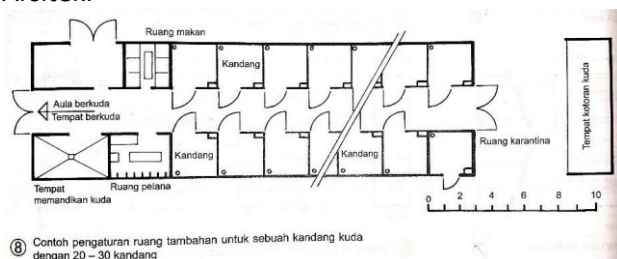 Ruang makan
Kandang
Aula berkuda
Tempat berkuda
Kandang
Kandang
Ruang karantina
Tempat kotoran kuda
Tempat
memandikan kuda
Ruang pelana
0 2 4 6 8 10
8 Contoh pengaturan ruang tambahan untuk sebuah kandang kuda
dengan 20 – 30 kandang